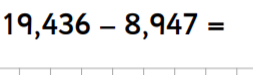 19,436 – 8,947 =